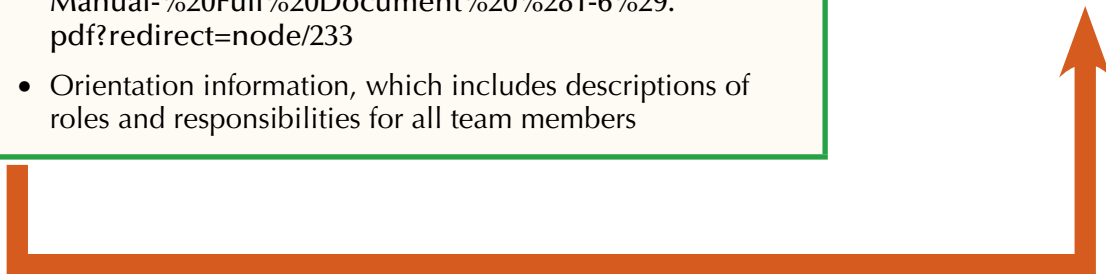 Manual-%20Full%20Document%20%281-6%29.
pdf?redirect=node/233
• Orientation information, which includes descriptions of
roles and responsibilities for all team members